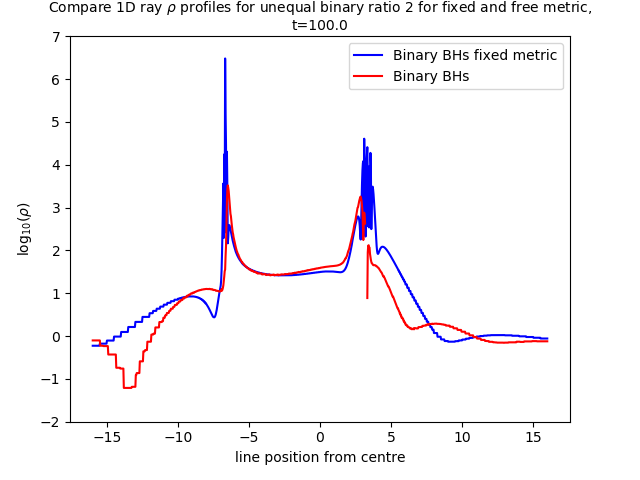 Compare 1D ray ρ profiles for unequal binary ratio 2 for fixed and free metric,
t=100.0
Binary BHs fixed metric
Binary BHs
7
6
5
4
3
2
1
0
−1
−2
log₁₀(ρ)
−15 −10 −5 0 5 10 15
line position from centre